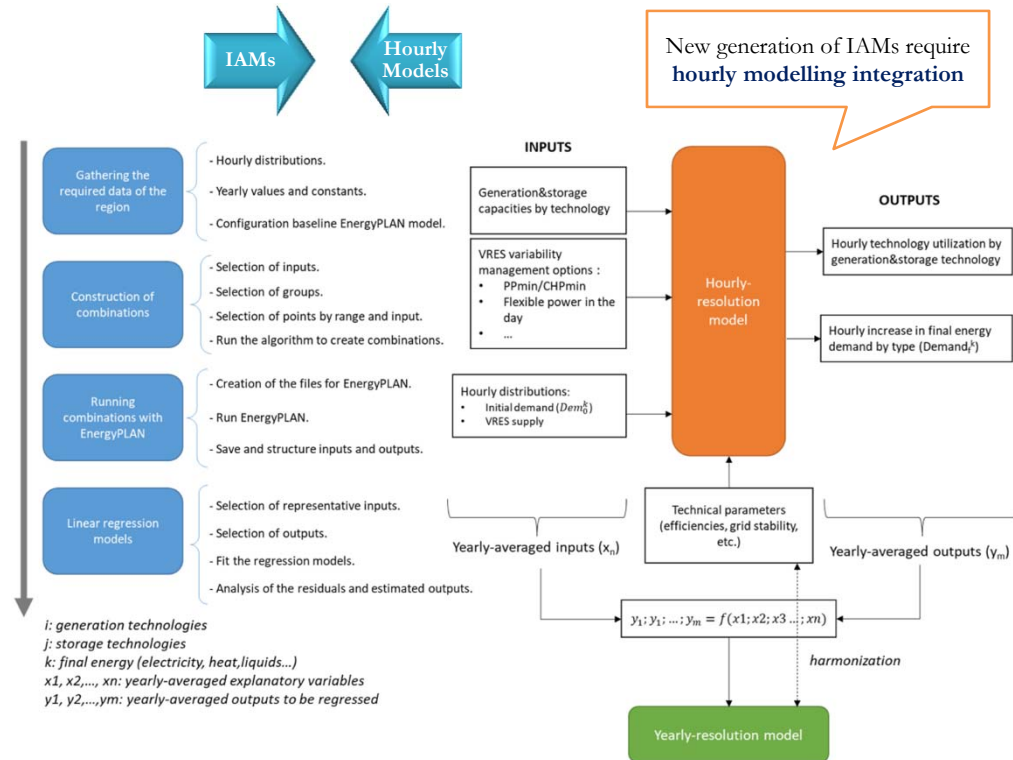 IAMs
Hourly
Models
New generation of IAMs require
hourly modelling integration
Gathering the
required data of the
region
- Hourly distributions.
- Yearly values and constants.
- Configuration baseline EnergyPLAN model.
Construction of
combinations
- Selection of inputs.
- Selection of groups.
- Selection of points by range and input.
- Run the algorithm to create combinations.
Running
combinations with
EnergyPLAN
- Creation of the files for EnergyPLAN.
- Run EnergyPLAN.
- Save and structure inputs and outputs.
Linear regression
models
- Selection of representative inputs.
- Selection of outputs.
- Fit the regression models.
- Analysis of the residuals and estimated outputs.
i: generation technologies
j: storage technologies
k: final energy (electricity, heat,liquids...)
x1, x2,..., xn: yearly-averaged explanatory variables
y1, y2,...,ym: yearly-averaged outputs to be regressed
INPUTS
Generation&storage
capacities by technology
VRES variability
management options :
• PPmin/CHPmin
• Flexible power in the
day
• ...
Hourly distributions:
• Initial demand (Dem₀ᵏ)
• VRES supply
Hourly-
resolution
model
OUTPUTS
Hourly technology utilization by
generation&storage technology
Hourly increase in final energy
demand by type (Demandfᵏ)
Technical parameters
(efficiencies, grid stability,
etc.)
Yearly-averaged inputs (xₙ)
Yearly-averaged outputs (yₘ)
y₁; y₁; ...; yₘ = f(x1; x2; x3 ...; xn)
harmonization
Yearly-resolution model